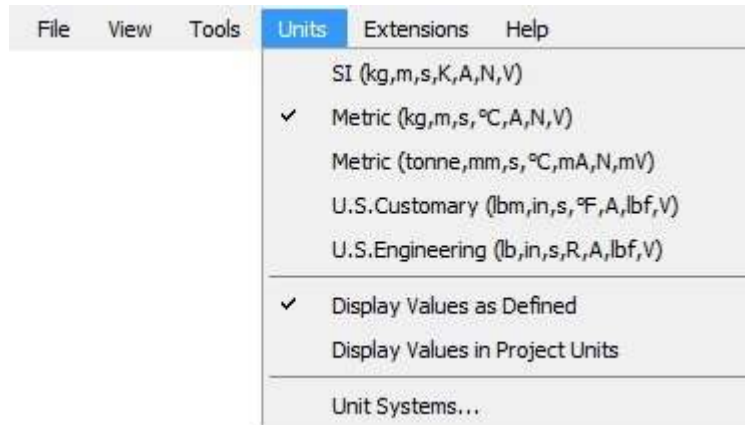 File View Tools Units Extensions Help
SI (kg,m,s,K,A,N,V)
Metric (kg,m,s,°C,A,N,V)
Metric (tonne,mm,s,°C,mA,N,mV)
U.S.Customary (lbm,in,s,°F,A,lbf,V)
U.S.Engineering (lb,in,s,R,A,lbf,V)
Display Values as Defined
Display Values in Project Units
Unit Systems...